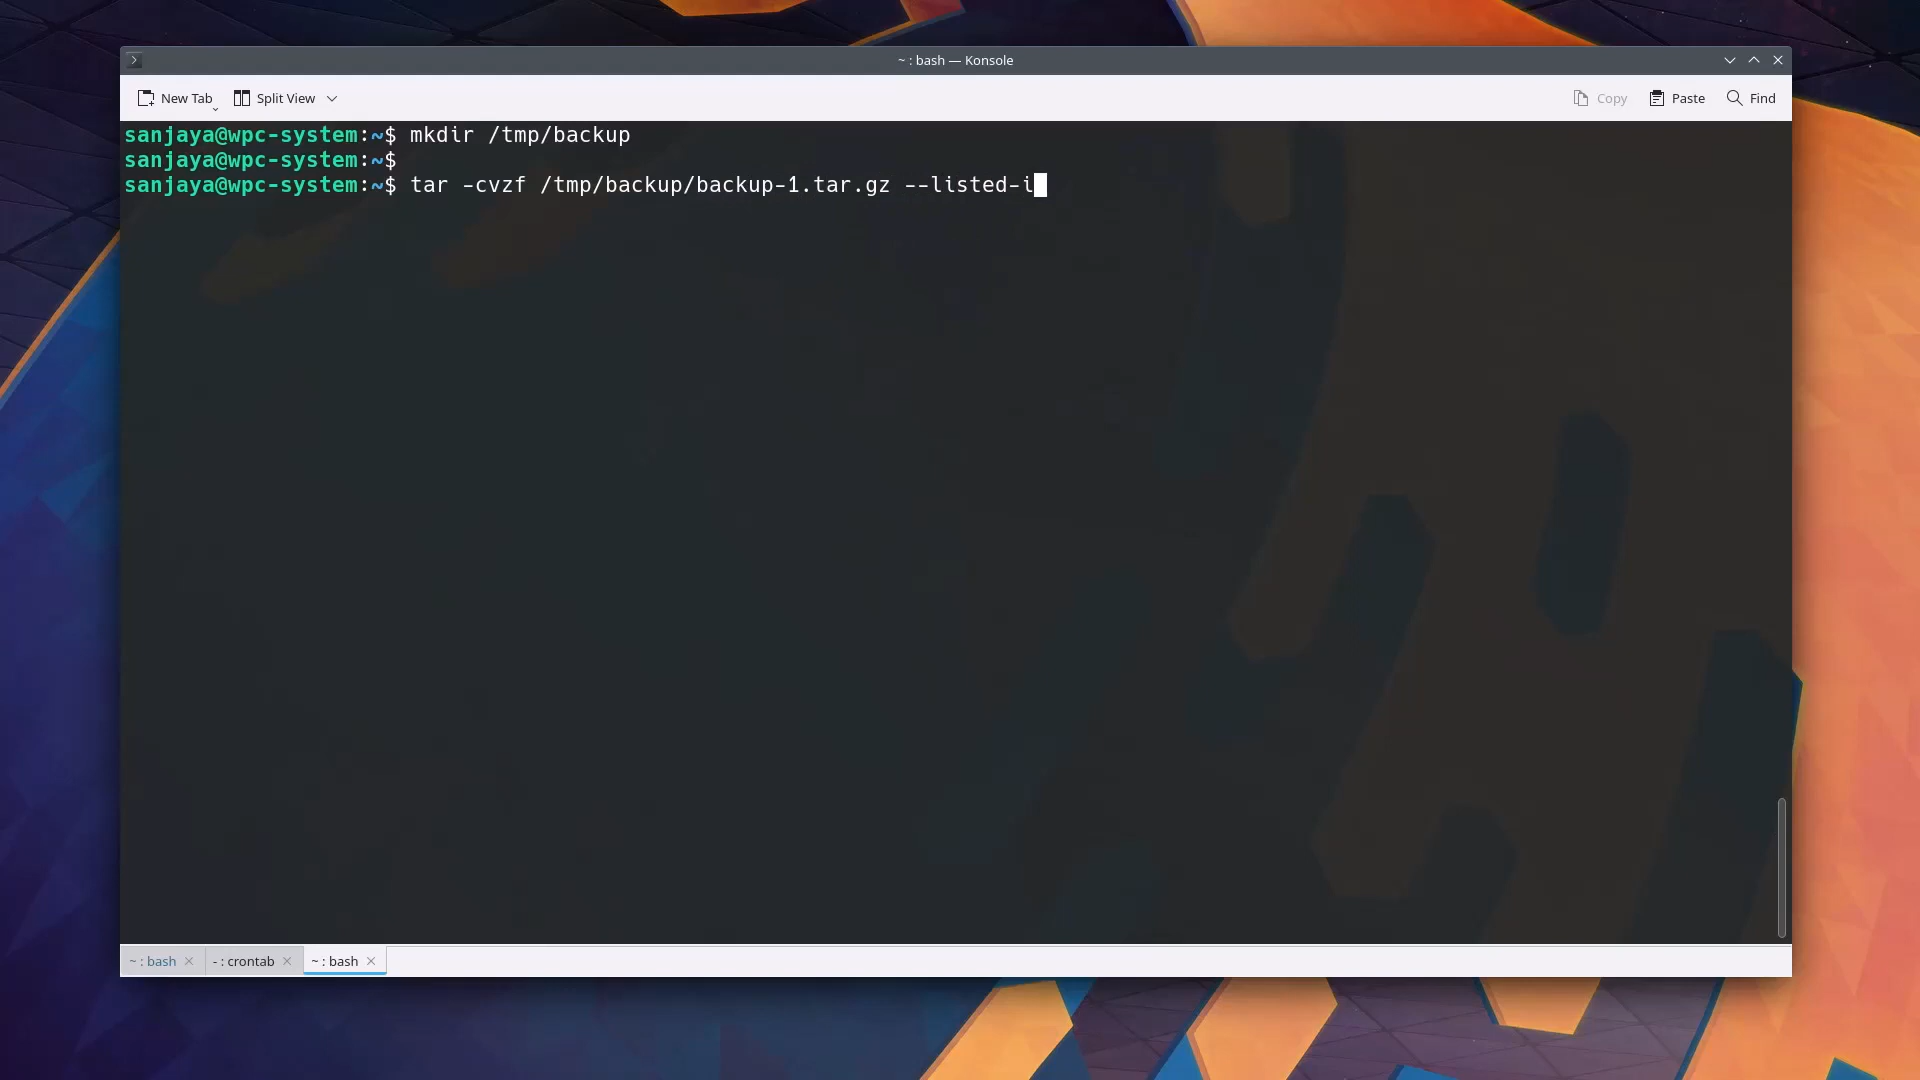 ~ : bash — Konsole
New Tab Split View Copy Paste Find
sanjaya@wpc-system:~$ mkdir /tmp/backup
sanjaya@wpc-system:~$
sanjaya@wpc-system:~$ tar -cvzf /tmp/backup/backup-1.tar.gz --listed-i
~ : bash - : crontab ~ : bash